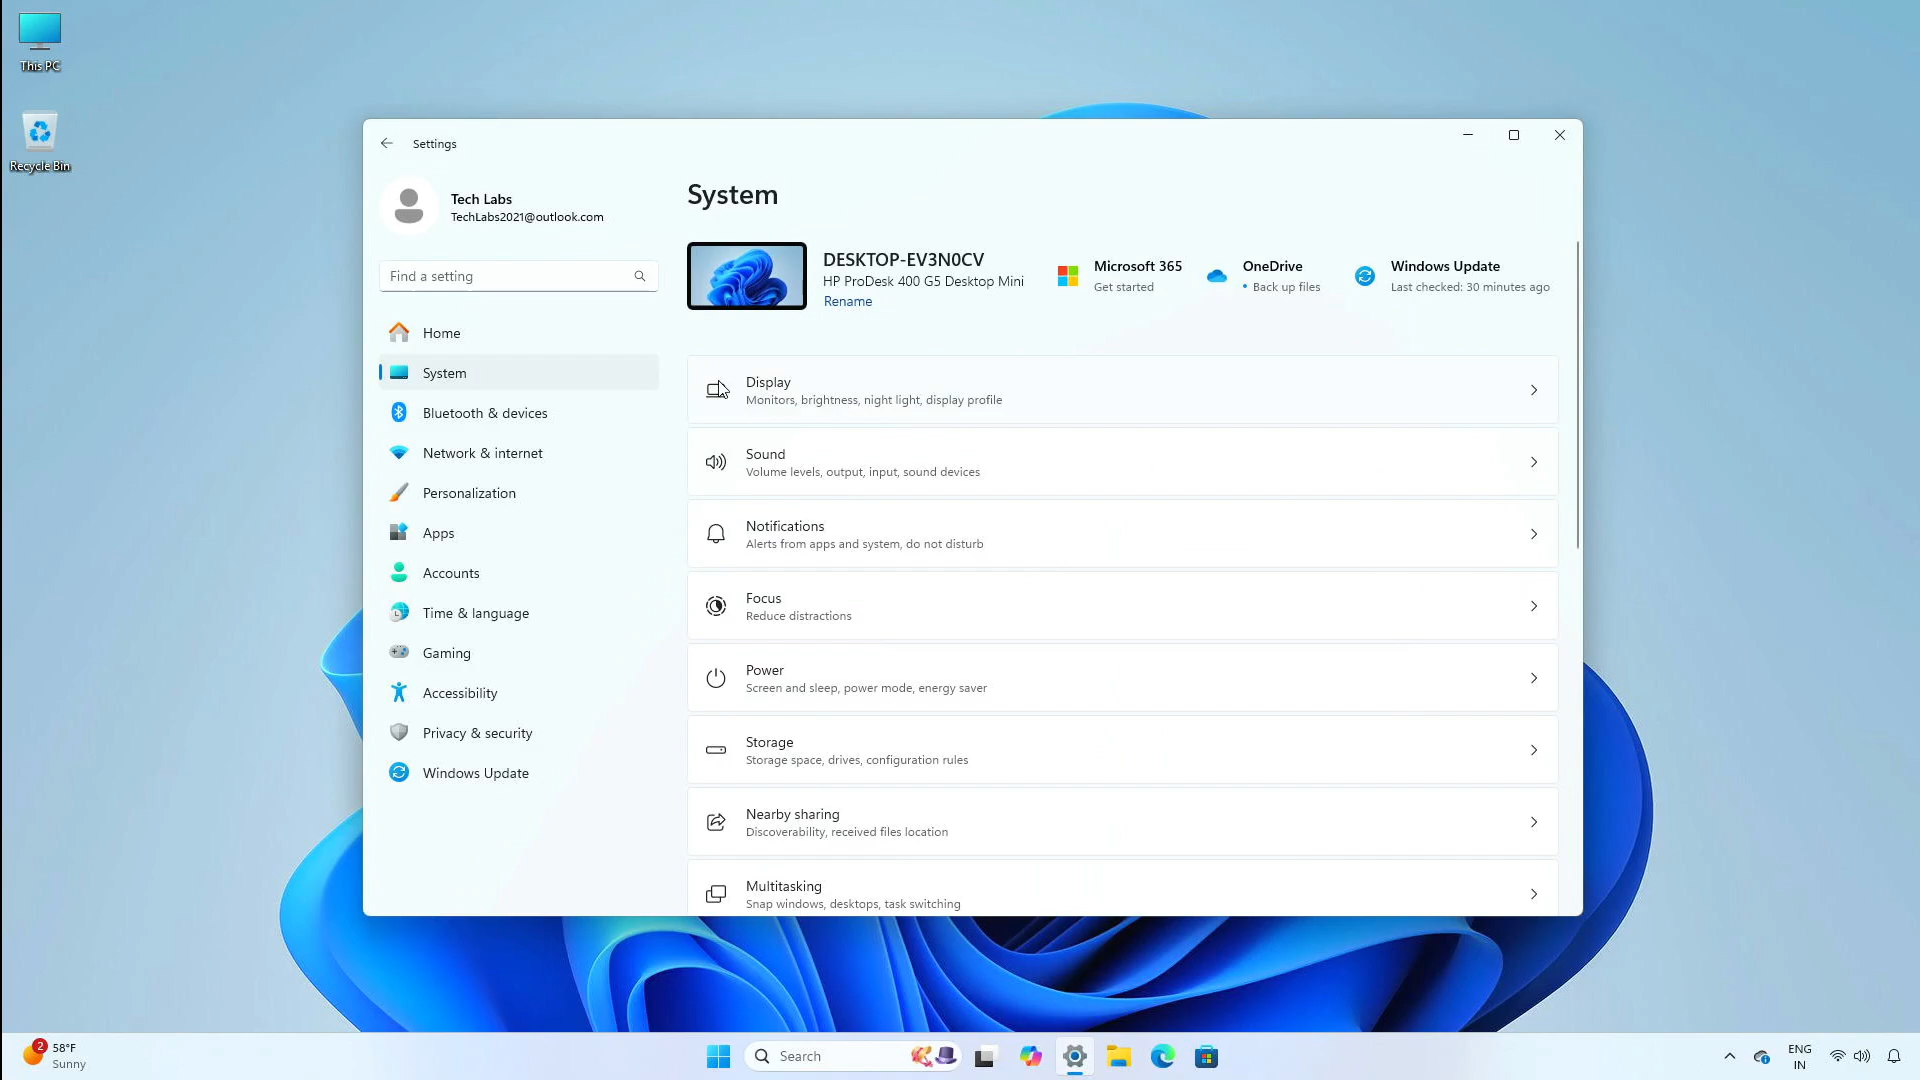 This PC
Recycle Bin
Settings
Tech Labs
TechLabs2021@outlook.com
Find a setting
Home
System
Bluetooth & devices
Network & internet
Personalization
Apps
Accounts
Time & language
Gaming
Accessibility
Privacy & security
Windows Update
System
DESKTOP-EV3N0CV
HP ProDesk 400 G5 Desktop Mini
Rename
Microsoft 365
Get started
OneDrive
• Back up files
Windows Update
Last checked: 30 minutes ago
Display
Monitors, brightness, night light, display profile
Sound
Volume levels, output, input, sound devices
Notifications
Alerts from apps and system, do not disturb
Focus
Reduce distractions
Power
Screen and sleep, power mode, energy saver
Storage
Storage space, drives, configuration rules
Nearby sharing
Discoverability, received files location
Multitasking
Snap windows, desktops, task switching
2
58°F
Sunny
Search
ENG
IN